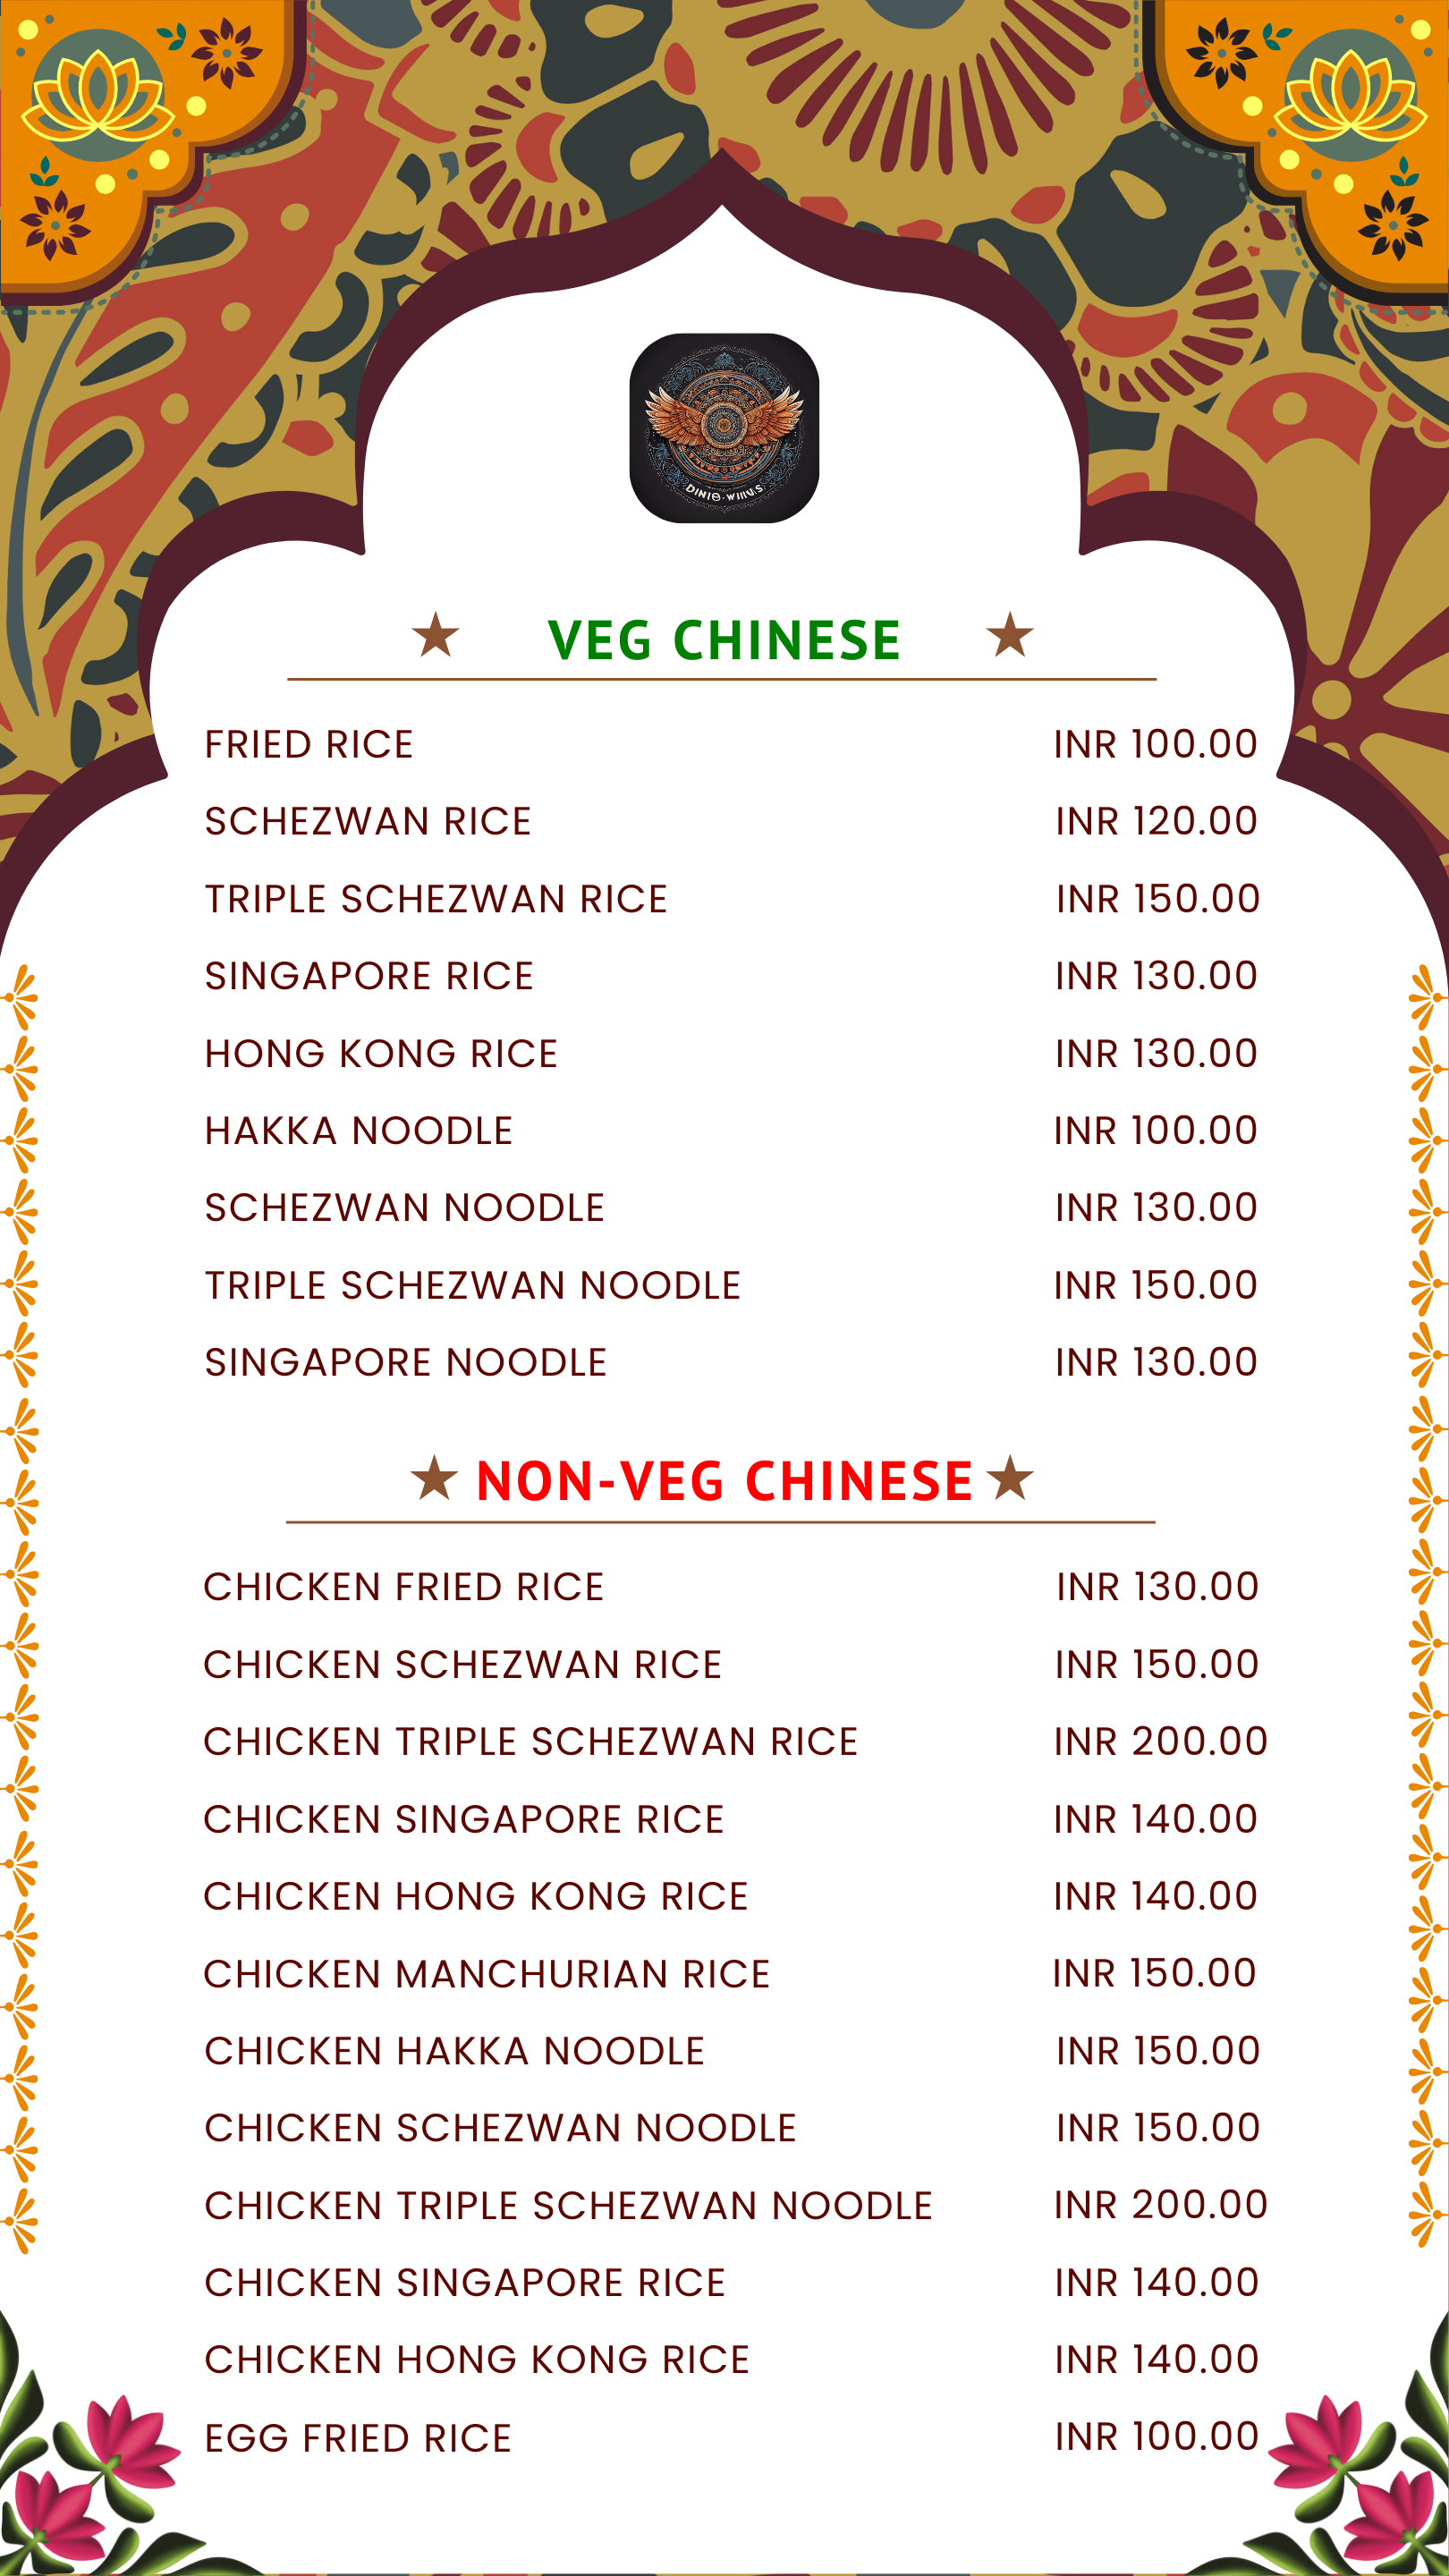 VEG CHINESE
FRIED RICE INR 100.00
SCHEZWAN RICE INR 120.00
TRIPLE SCHEZWAN RICE INR 150.00
SINGAPORE RICE INR 130.00
HONG KONG RICE INR 130.00
HAKKA NOODLE INR 100.00
SCHEZWAN NOODLE INR 130.00
TRIPLE SCHEZWAN NOODLE INR 150.00
SINGAPORE NOODLE INR 130.00
NON-VEG CHINESE
CHICKEN FRIED RICE INR 130.00
CHICKEN SCHEZWAN RICE INR 150.00
CHICKEN TRIPLE SCHEZWAN RICE INR 200.00
CHICKEN SINGAPORE RICE INR 140.00
CHICKEN HONG KONG RICE INR 140.00
CHICKEN MANCHURIAN RICE INR 150.00
CHICKEN HAKKA NOODLE INR 150.00
CHICKEN SCHEZWAN NOODLE INR 150.00
CHICKEN TRIPLE SCHEZWAN NOODLE INR 200.00
CHICKEN SINGAPORE RICE INR 140.00
CHICKEN HONG KONG RICE INR 140.00
EGG FRIED RICE INR 100.00